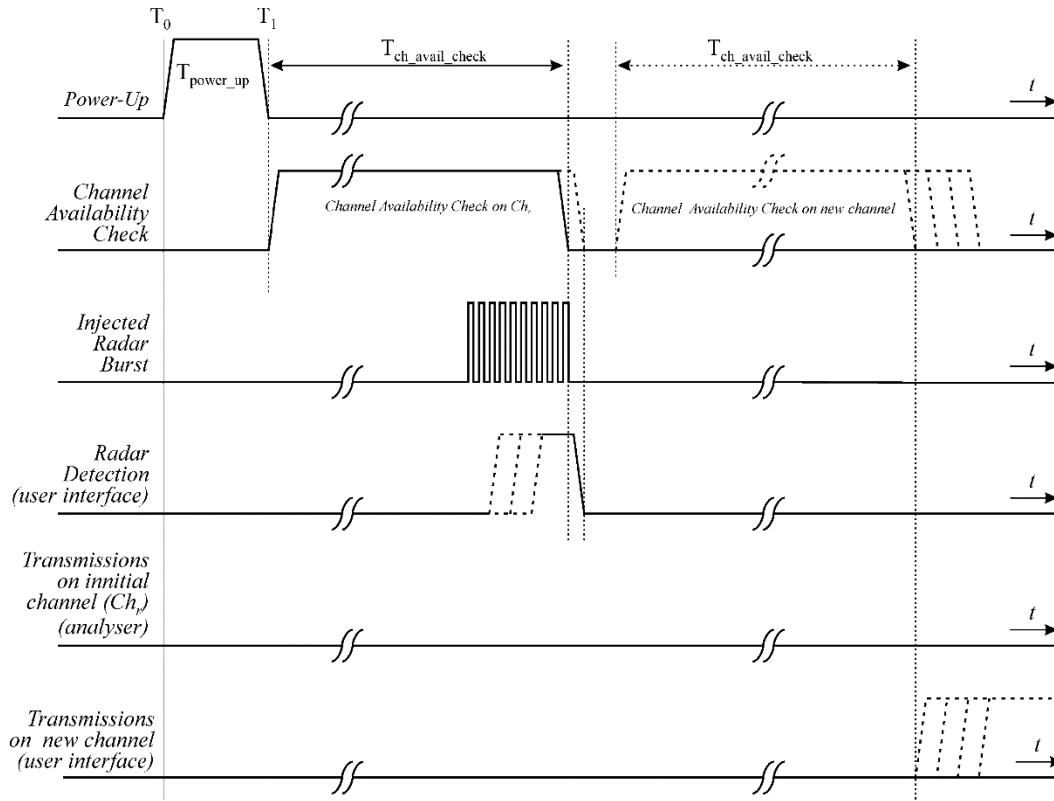 T0 T1
Tch_avail_check Tch_avail_check
Tpower_up
Power-Up
t
Channel
Availability
Check
Channel Availability Check on Chr
Channel Availability Check on new channel
t
Injected
Radar
Burst
t
Radar
Detection
(user interface)
t
Transmissions
on innitial
channel (Chr)
(analyser)
t
Transmissions
on new channel
(user interface)
t